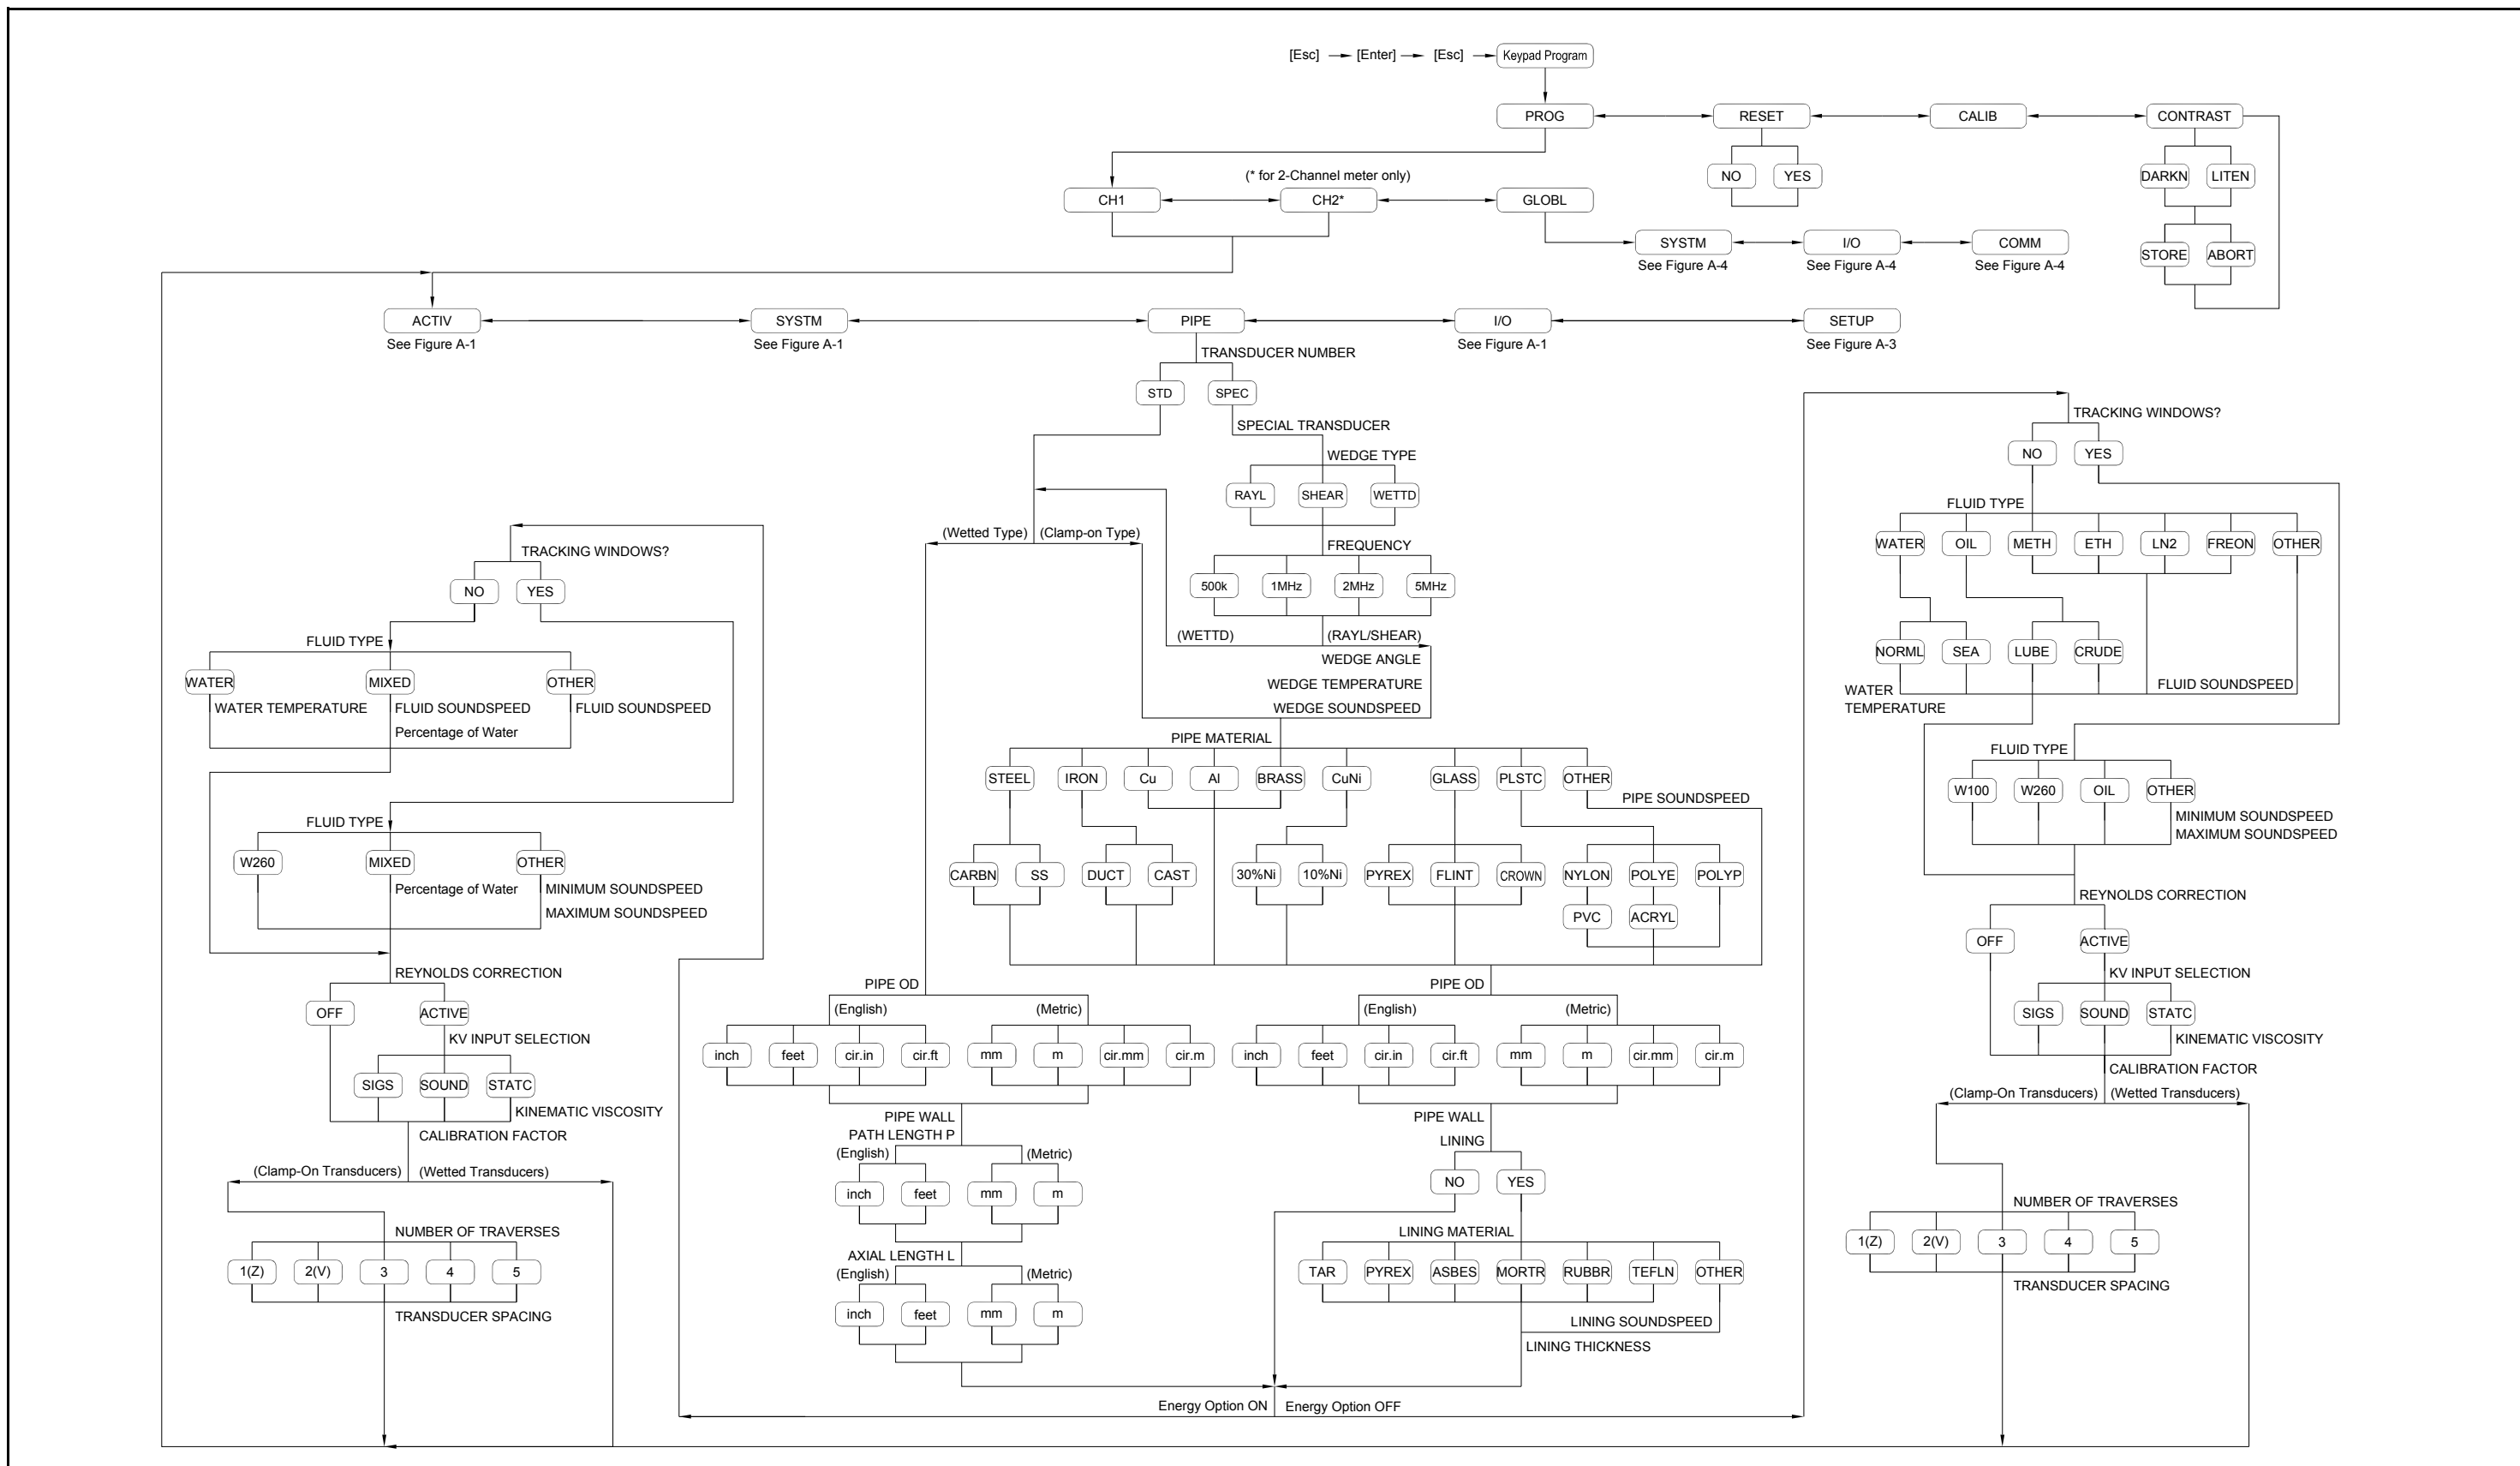 [Esc] [Enter] [Esc] Keypad Program
PROG RESET CALIB CONTRAST
NO YES
DARKN LITEN
STORE ABORT
(* for 2-Channel meter only)
CH1 CH2* GLOBL
SYSTM I/O COMM
See Figure A-4 See Figure A-4 See Figure A-4
ACTIV SYSTM PIPE I/O SETUP
See Figure A-1 See Figure A-1 See Figure A-1 See Figure A-3
TRANSDUCER NUMBER
STD SPEC
SPECIAL TRANSDUCER
WEDGE TYPE
RAYL SHEAR WETTD
(Wetted Type) (Clamp-on Type)
FREQUENCY
500k 1MHz 2MHz 5MHz
(WETTD) (RAYL/SHEAR)
WEDGE ANGLE
WEDGE TEMPERATURE
WEDGE SOUNDSPEED
PIPE MATERIAL
STEEL IRON Cu Al BRASS CuNi GLASS PLSTC OTHER
PIPE SOUNDSPEED
CARBN SS DUCT CAST 30%Ni 10%Ni PYREX FLINT CROWN NYLON POLYE POLYP
PVC ACRYL
PIPE OD
(English) (Metric)
inch feet cir.in cir.ft mm m cir.mm cir.m
PIPE WALL
PATH LENGTH P
(English) (Metric)
inch feet mm m
AXIAL LENGTH L
(English) (Metric)
inch feet mm m
PIPE OD
(English) (Metric)
inch feet cir.in cir.ft mm m cir.mm cir.m
PIPE WALL
LINING
NO YES
LINING MATERIAL
TAR PYREX ASBES MORTR RUBBR TEFLN OTHER
LINING SOUNDSPEED
LINING THICKNESS
Energy Option ON Energy Option OFF
TRACKING WINDOWS?
NO YES
FLUID TYPE
WATER MIXED OTHER
WATER TEMPERATURE FLUID SOUNDSPEED FLUID SOUNDSPEED
Percentage of Water
FLUID TYPE
W260 MIXED OTHER
Percentage of Water MINIMUM SOUNDSPEED
MAXIMUM SOUNDSPEED
REYNOLDS CORRECTION
OFF ACTIVE
KV INPUT SELECTION
SIGS SOUND STATC
KINEMATIC VISCOSITY
CALIBRATION FACTOR
(Clamp-On Transducers) (Wetted Transducers)
NUMBER OF TRAVERSES
1(Z) 2(V) 3 4 5
TRANSDUCER SPACING
TRACKING WINDOWS?
NO YES
FLUID TYPE
WATER OIL METH ETH LN2 FREON OTHER
NORML SEA LUBE CRUDE
WATER
TEMPERATURE
FLUID SOUNDSPEED
FLUID TYPE
W100 W260 OIL OTHER
MINIMUM SOUNDSPEED
MAXIMUM SOUNDSPEED
REYNOLDS CORRECTION
OFF ACTIVE
KV INPUT SELECTION
SIGS SOUND STATC
KINEMATIC VISCOSITY
CALIBRATION FACTOR
(Clamp-On Transducers) (Wetted Transducers)
NUMBER OF TRAVERSES
1(Z) 2(V) 3 4 5
TRANSDUCER SPACING